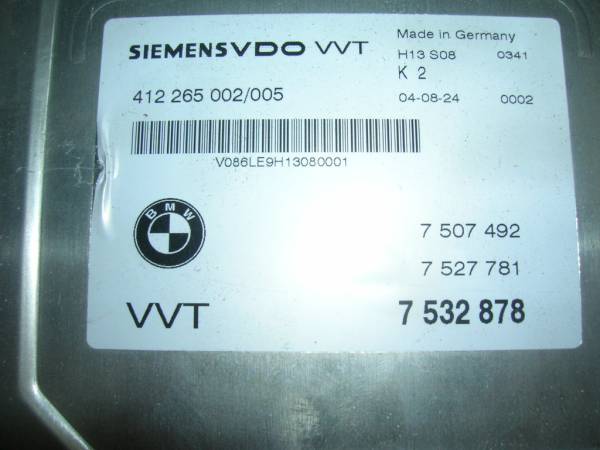 SIEMENSVDO VVT
Made in Germany
H13 S08 0341
K 2
412 265 002/005
04-08-24 0002
V086LE9H13080001
BMW
7 507 492
7 527 781
VVT 7 532 878